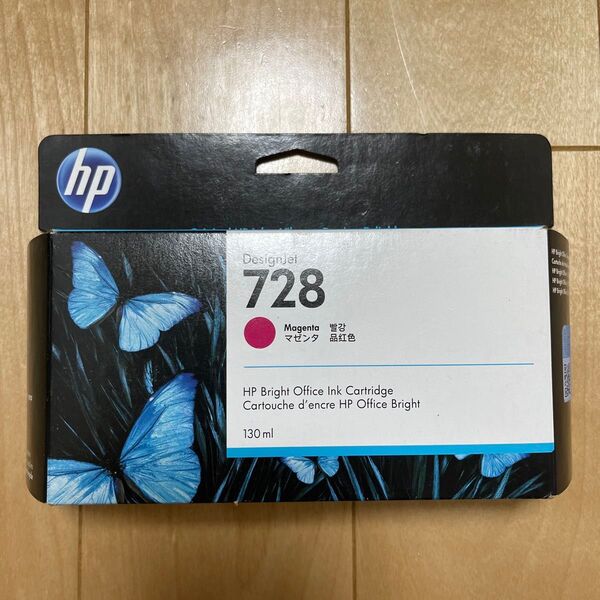 hp
DesignJet
728
Magenta 빨강
マゼンタ 品红色
HP Bright Office Ink Cartridge
Cartouche d'encre HP Office Bright
130 ml